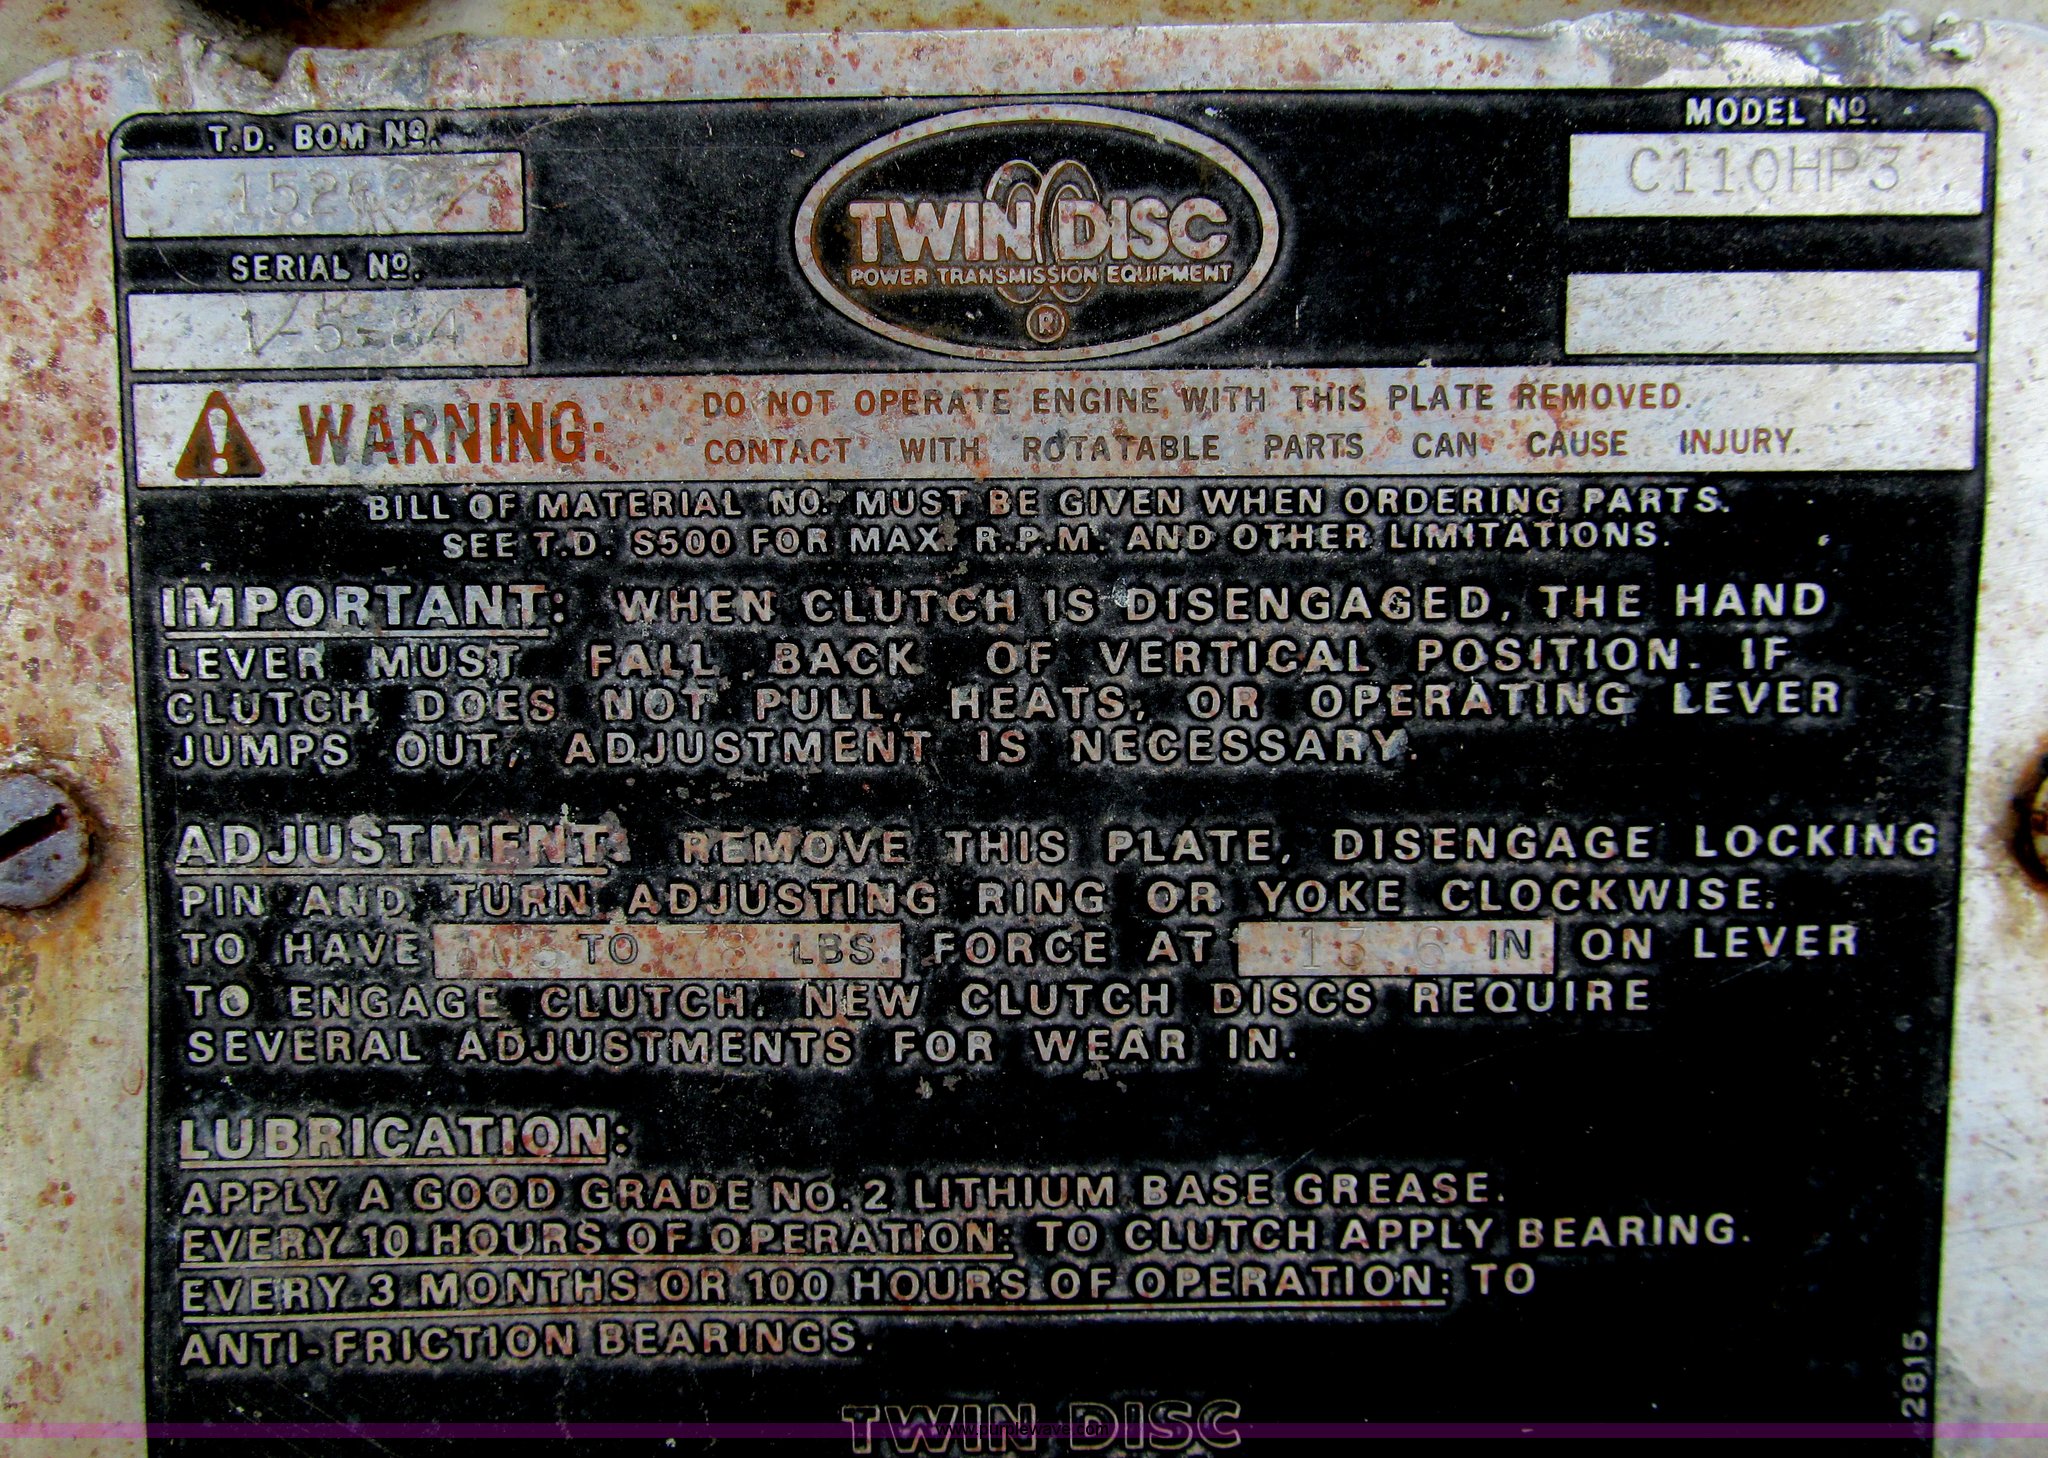 T.D. BOM Nº.
MODEL Nº.
C110HP3
SERIAL Nº.
TWIN DISC
POWER TRANSMISSION EQUIPMENT
®
WARNING: DO NOT OPERATE ENGINE WITH THIS PLATE REMOVED.
CONTACT WITH ROTATABLE PARTS CAN CAUSE INJURY.
BILL OF MATERIAL NO. MUST BE GIVEN WHEN ORDERING PARTS.
SEE T.D. S500 FOR MAX. R.P.M. AND OTHER LIMITATIONS.
IMPORTANT: WHEN CLUTCH IS DISENGAGED, THE HAND
LEVER MUST FALL BACK OF VERTICAL POSITION. IF
CLUTCH DOES NOT PULL, HEATS, OR OPERATING LEVER
JUMPS OUT, ADJUSTMENT IS NECESSARY.
ADJUSTMENT: REMOVE THIS PLATE, DISENGAGE LOCKING
PIN AND TURN ADJUSTING RING OR YOKE CLOCKWISE.
TO HAVE TO LBS. FORCE AT 13 6 IN ON LEVER
TO ENGAGE CLUTCH. NEW CLUTCH DISCS REQUIRE
SEVERAL ADJUSTMENTS FOR WEAR IN.
LUBRICATION:
APPLY A GOOD GRADE NO. 2 LITHIUM BASE GREASE.
EVERY 10 HOURS OF OPERATION: TO CLUTCH APPLY BEARING.
EVERY 3 MONTHS OR 100 HOURS OF OPERATION: TO
ANTI-FRICTION BEARINGS.
TWIN DISC
www.purplewave.com